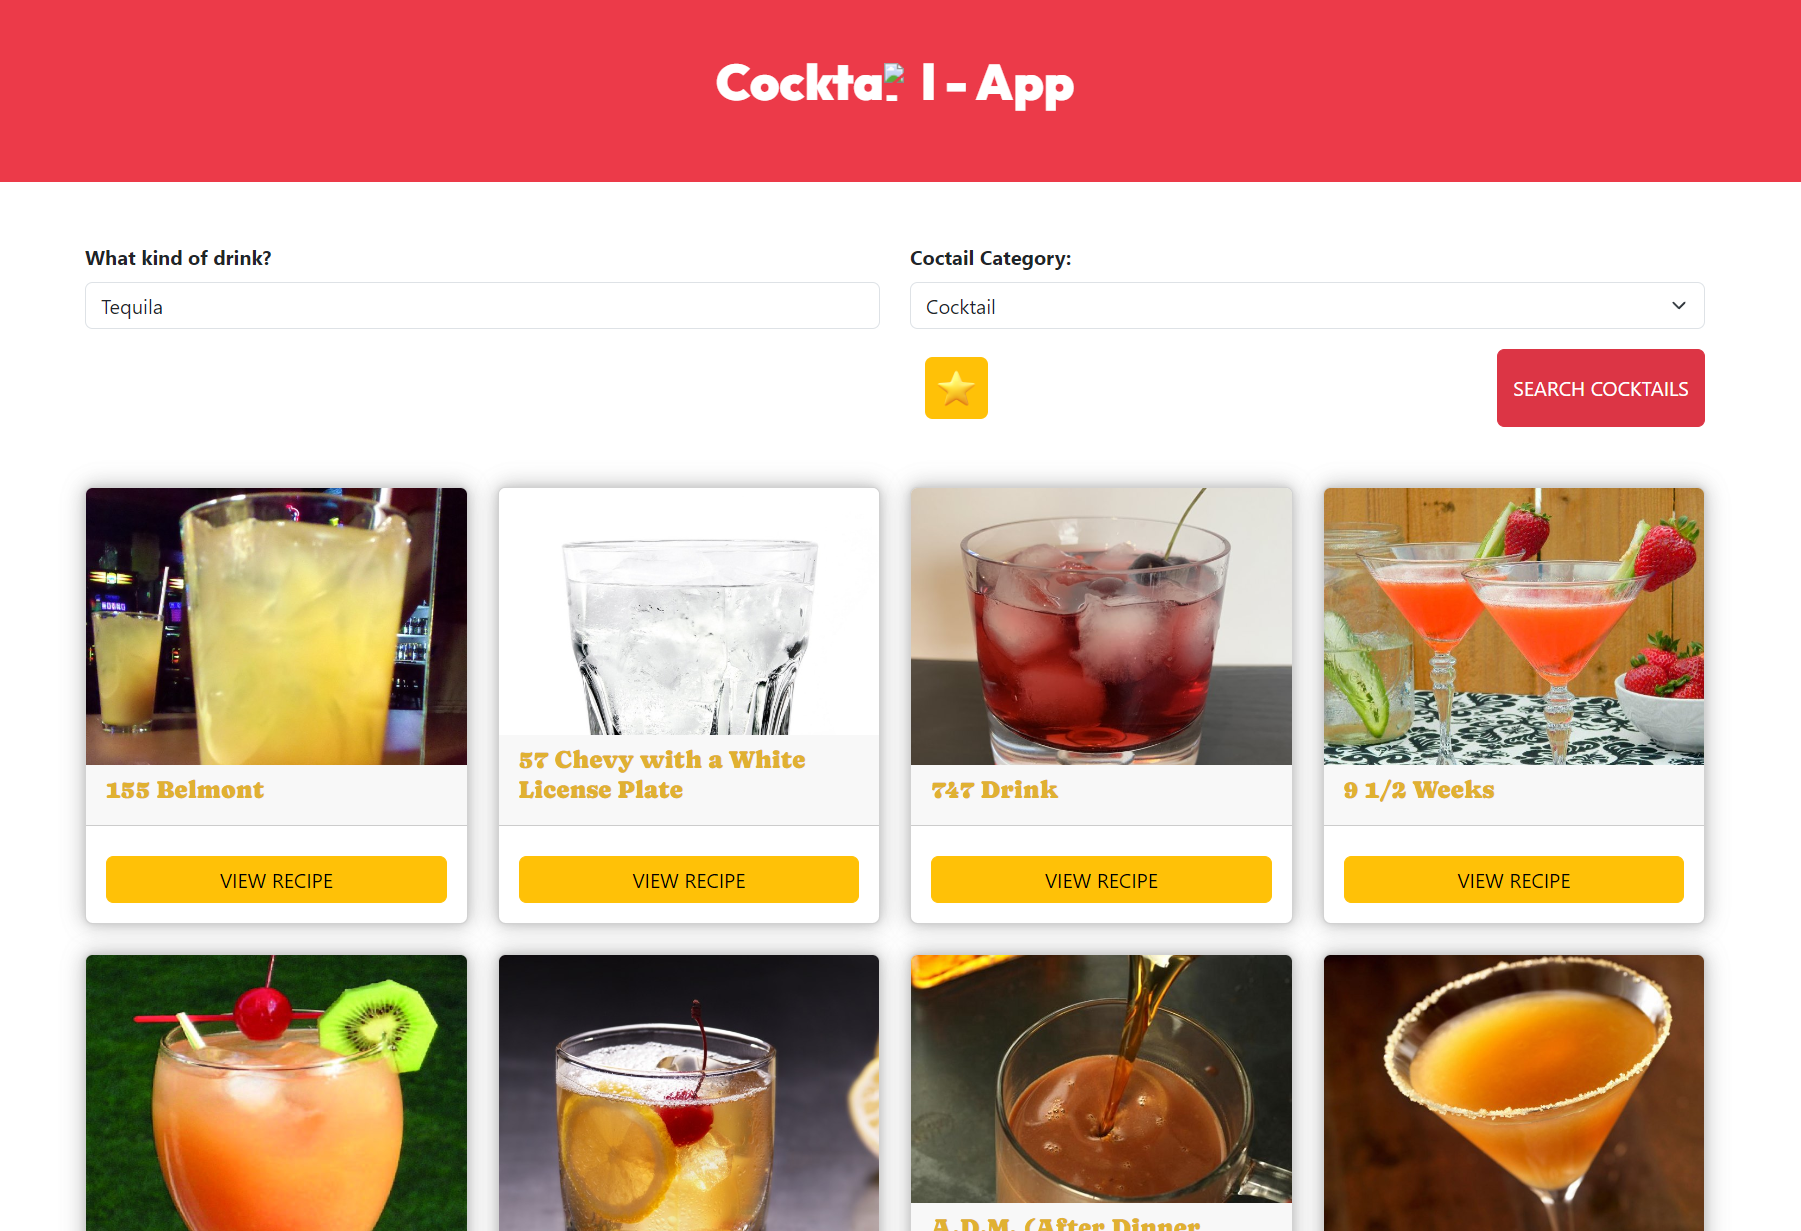 Cockta l - App
What kind of drink?
Coctail Category:
Tequila
Cocktail
SEARCH COCKTAILS
155 Belmont
57 Chevy with a White
License Plate
747 Drink
9 1/2 Weeks
VIEW RECIPE
VIEW RECIPE
VIEW RECIPE
VIEW RECIPE
A.D.M. (After Dinner